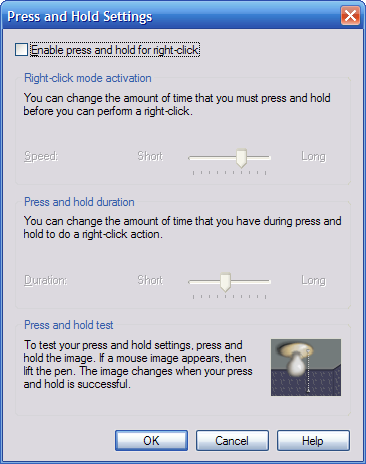 Press and Hold Settings
Enable press and hold for right-click
Right-click mode activation
You can change the amount of time that you must press and hold
before you can perform a right-click.
Speed: Short Long
Press and hold duration
You can change the amount of time that you have during press and
hold to do a right-click action.
Duration: Short Long
Press and hold test
To test your press and hold settings, press and
hold the image. If a mouse image appears, then
lift the pen. The image changes when your press
and hold is successful.
OK Cancel Help